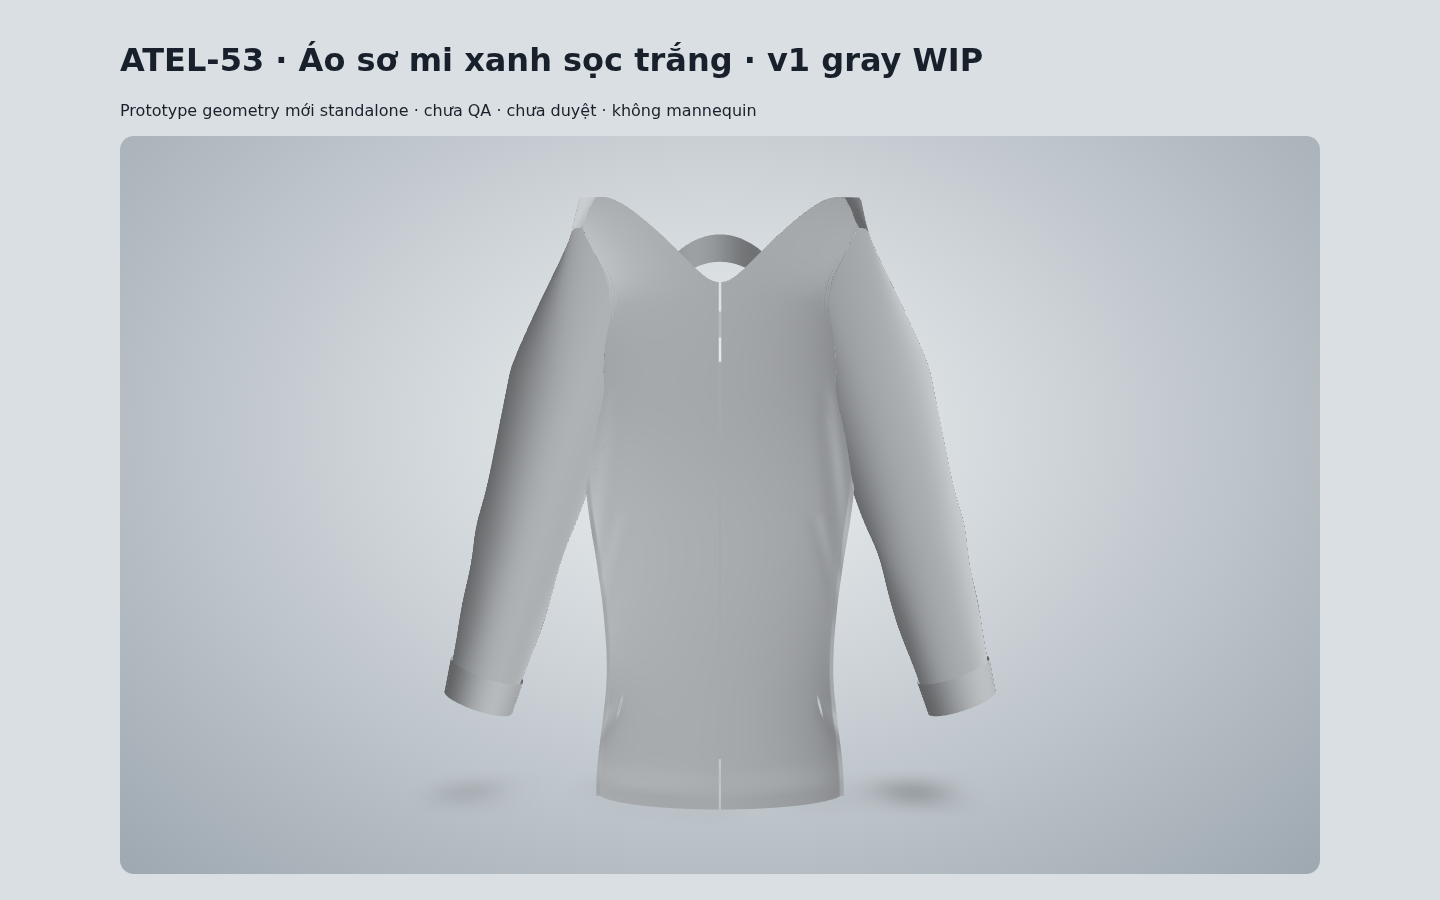 ATEL-53 · Áo sơ mi xanh sọc trắng · v1 gray WIP
Prototype geometry mới standalone · chưa QA · chưa duyệt · không mannequin